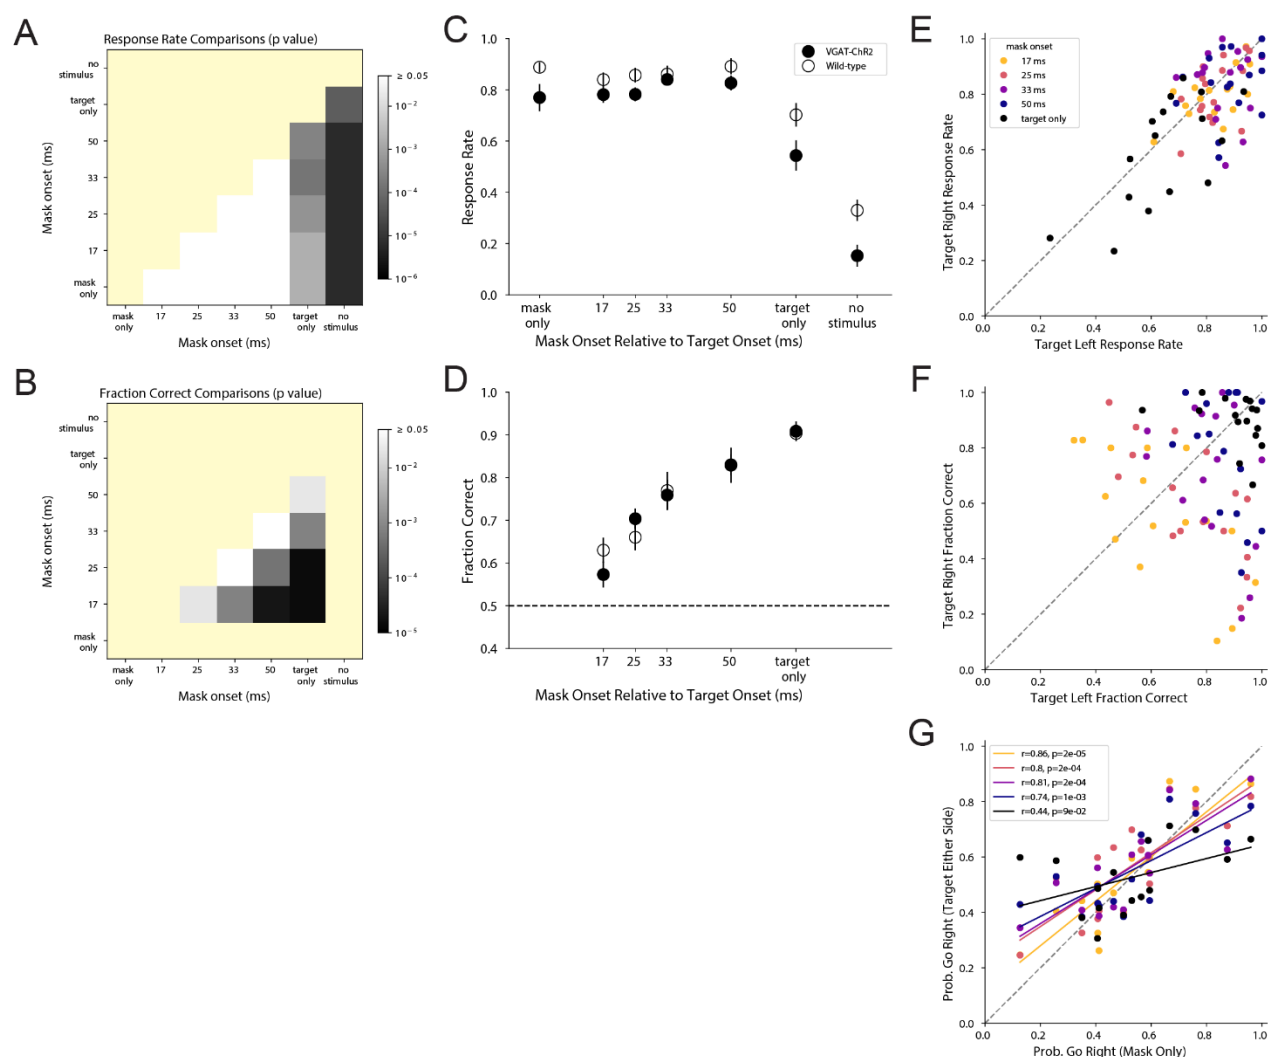 A
Response Rate Comparisons (p value)
no
stimulus
target
only
50
33
25
17
mask
only
Mask onset (ms)
mask
only
17
25
33
50
target
only
no
stimulus
Mask onset (ms)
≥ 0.05
10⁻²
10⁻³
10⁻⁴
10⁻⁵
10⁻⁶
B
Fraction Correct Comparisons (p value)
no
stimulus
target
only
50
33
25
17
mask
only
Mask onset (ms)
mask
only
17
25
33
50
target
only
no
stimulus
Mask onset (ms)
≥ 0.05
10⁻²
10⁻³
10⁻⁴
10⁻⁵
C
1.0
0.8
0.6
0.4
0.2
0.0
Response Rate
VGAT-ChR2
Wild-type
mask
only
17
25
33
50
target
only
no
stimulus
Mask Onset Relative to Target Onset (ms)
D
1.0
0.9
0.8
0.7
0.6
0.5
0.4
Fraction Correct
17
25
33
50
target
only
Mask Onset Relative to Target Onset (ms)
E
1.0
0.8
0.6
0.4
0.2
0.0
Target Right Response Rate
mask onset
17 ms
25 ms
33 ms
50 ms
target only
0.0
0.2
0.4
0.6
0.8
1.0
Target Left Response Rate
F
1.0
0.8
0.6
0.4
0.2
0.0
Target Right Fraction Correct
0.0
0.2
0.4
0.6
0.8
1.0
Target Left Fraction Correct
G
1.0
0.8
0.6
0.4
0.2
0.0
Prob. Go Right (Target Either Side)
r=0.86, p=2e-05
r=0.8, p=2e-04
r=0.81, p=2e-04
r=0.74, p=1e-03
r=0.44, p=9e-02
0.0
0.2
0.4
0.6
0.8
1.0
Prob. Go Right (Mask Only)